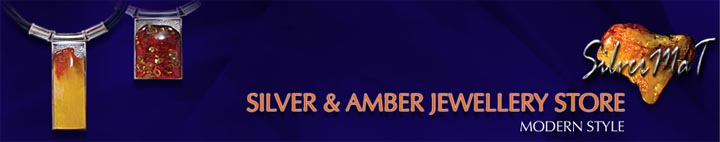 SilverMaT
SILVER & AMBER JEWELLERY STORE
MODERN STYLE